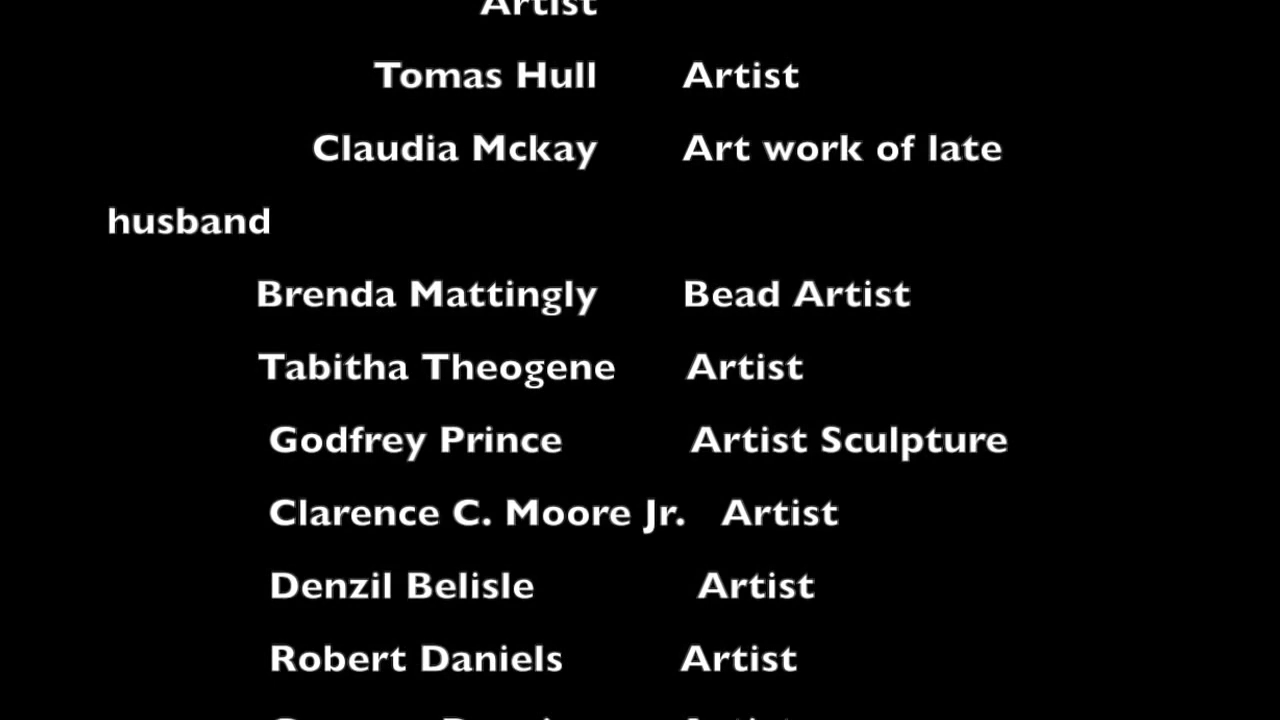 Artist
Tomas Hull Artist
Claudia Mckay Art work of late
husband
Brenda Mattingly Bead Artist
Tabitha Theogene Artist
Godfrey Prince Artist Sculpture
Clarence C. Moore Jr. Artist
Denzil Belisle Artist
Robert Daniels Artist